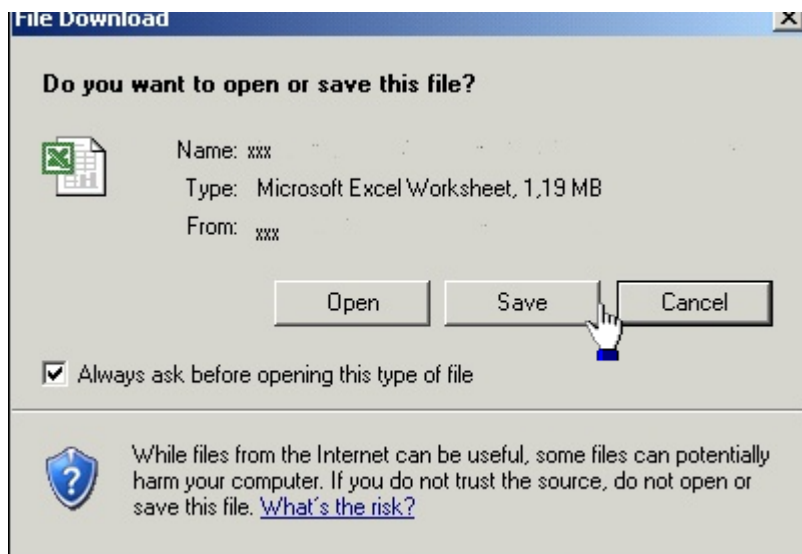 File Download
Do you want to open or save this file?
Name: xxx
Type: Microsoft Excel Worksheet, 1,19 MB
From: xxx
Open Save Cancel
Always ask before opening this type of file
While files from the Internet can be useful, some files can potentially
harm your computer. If you do not trust the source, do not open or
save this file. What's the risk?